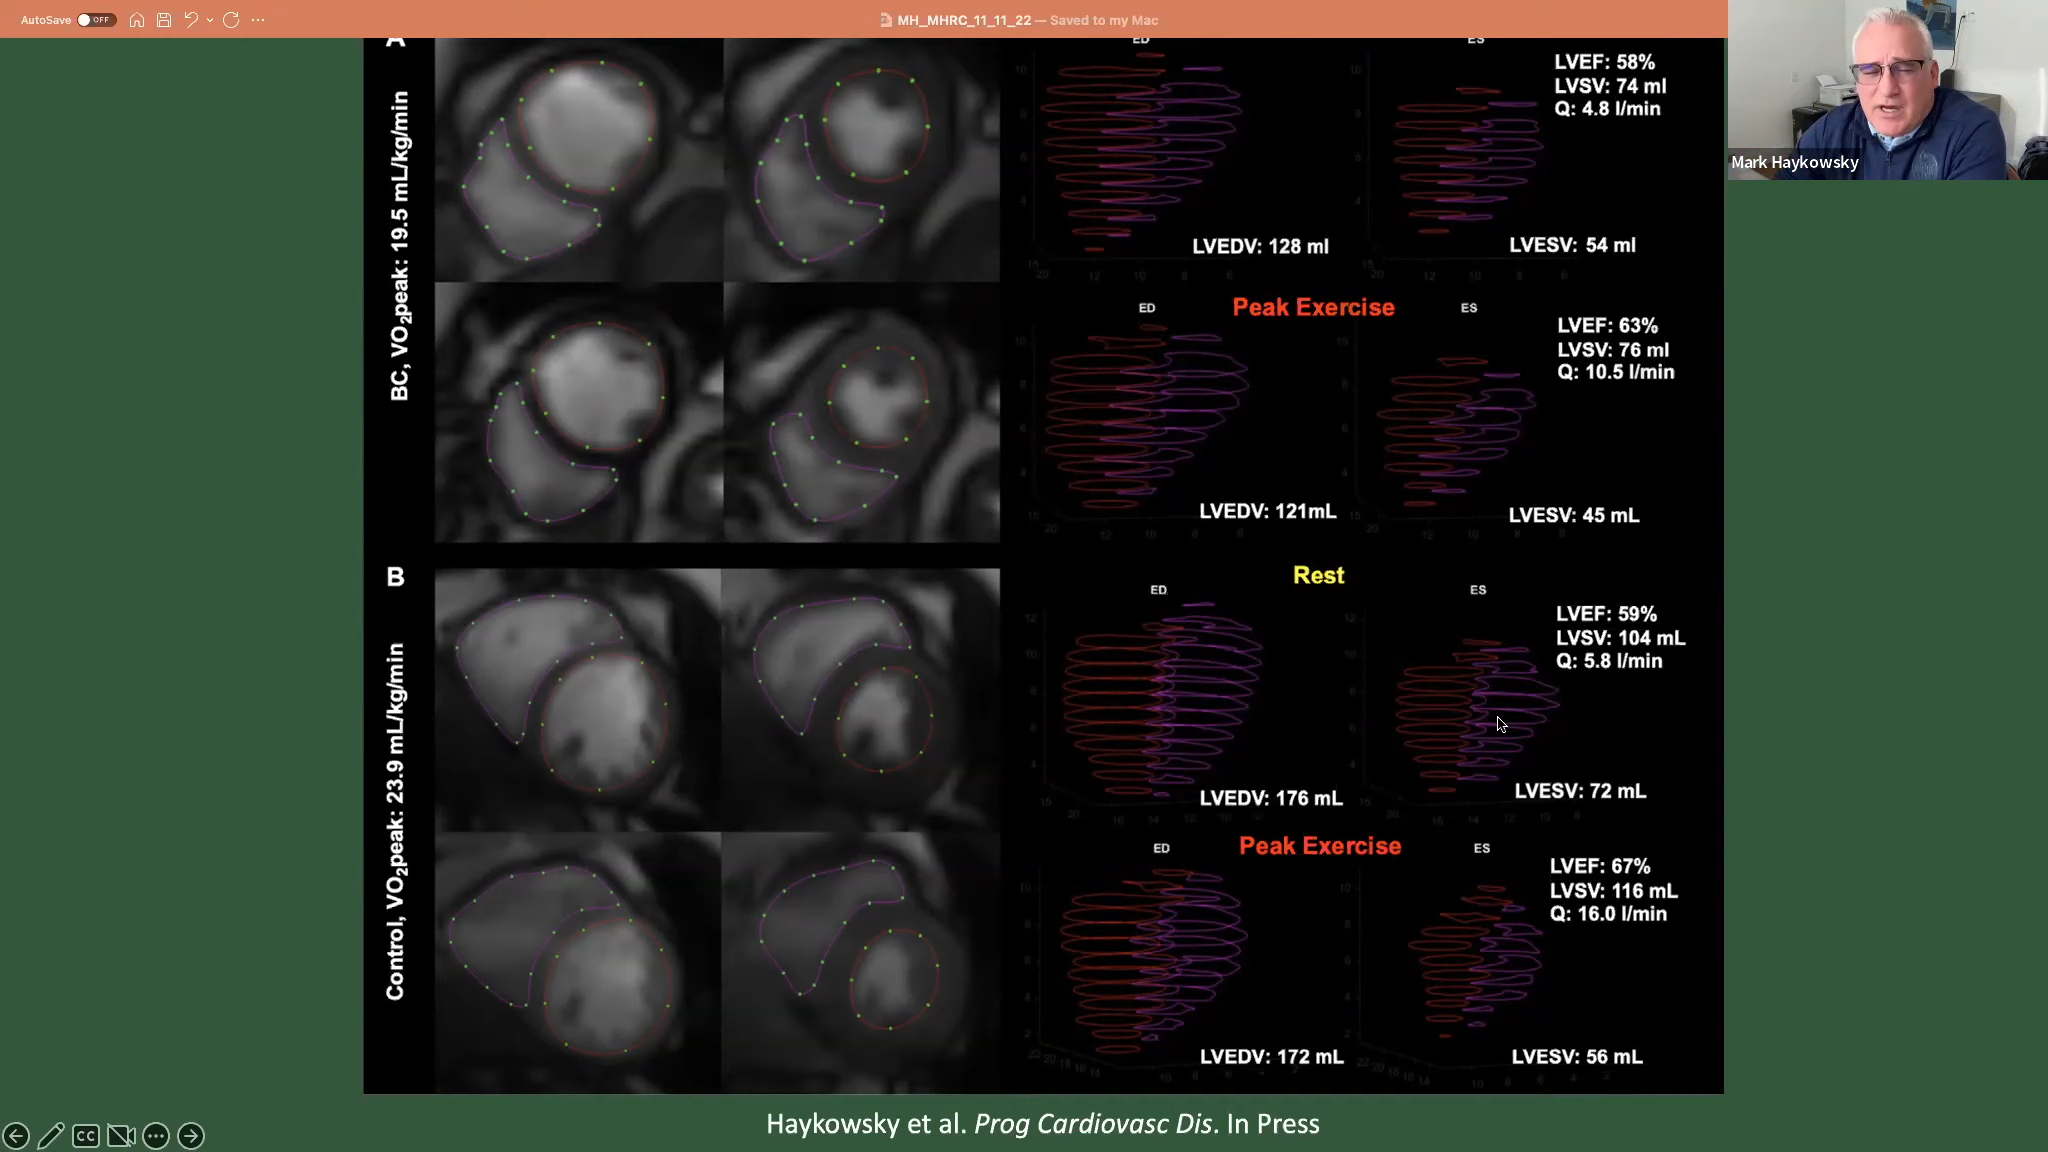 AutoSave OFF
MH_MHRC_11_11_22 — Saved to my Mac
Mark Haykowsky
A
BC, VO2peak: 19.5 mL/kg/min
ED
ES
LVEF: 58%
LVSV: 74 ml
Q: 4.8 l/min
LVEDV: 128 ml
LVESV: 54 ml
Peak Exercise
ED
ES
LVEF: 63%
LVSV: 76 ml
Q: 10.5 l/min
LVEDV: 121mL
LVESV: 45 mL
B
Control, VO2peak: 23.9 mL/kg/min
Rest
ED
ES
LVEF: 59%
LVSV: 104 mL
Q: 5.8 l/min
LVEDV: 176 mL
LVESV: 72 mL
Peak Exercise
ED
ES
LVEF: 67%
LVSV: 116 mL
Q: 16.0 l/min
LVEDV: 172 mL
LVESV: 56 mL
Haykowsky et al. Prog Cardiovasc Dis. In Press
CC